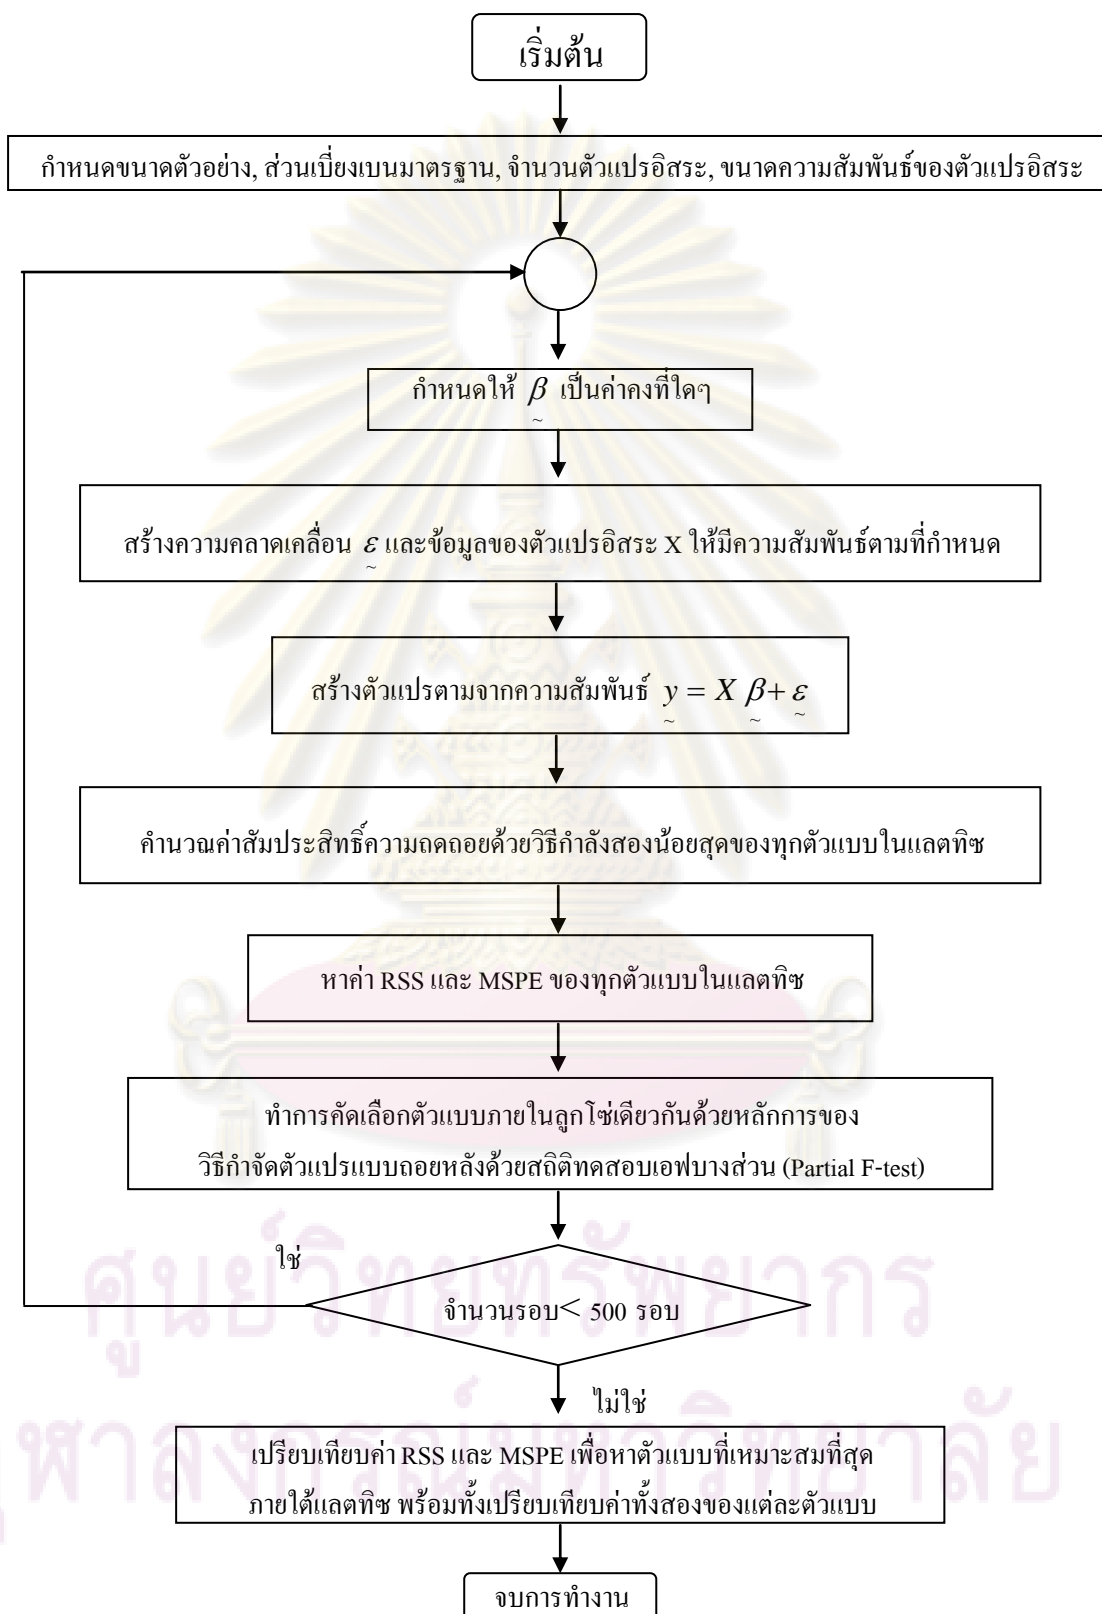 เริ่มต้น
กำหนดขนาดตัวอย่าง, ส่วนเบี่ยงเบนมาตรฐาน, จำนวนตัวแปรอิสระ, ขนาดความสัมพันธ์ของตัวแปรอิสระ
กำหนดให้ β เป็นค่าคงที่ใดๆ
~
สร้างความคลาดเคลื่อน ε และข้อมูลของตัวแปรอิสระ X ให้มีความสัมพันธ์ตามที่กำหนด
~
สร้างตัวแปรตามจากความสัมพันธ์ y = X β + ε
~ ~ ~
คำนวณค่าสัมประสิทธิ์ความถดถอยด้วยวิธีกำลังสองน้อยสุดของทุกตัวแบบในแลตทิซ
หาค่า RSS และ MSPE ของทุกตัวแบบในแลตทิซ
ทำการคัดเลือกตัวแบบภายในลูกโซ่เดียวกันด้วยหลักการของ
วิธีกำจัดตัวแปรแบบถอยหลังด้วยสถิติทดสอบเอฟบางส่วน (Partial F-test)
ใช่
จำนวนรอบ< 500 รอบ
ไม่ใช่
เปรียบเทียบค่า RSS และ MSPE เพื่อหาตัวแบบที่เหมาะสมที่สุด
ภายใต้แลตทิซ พร้อมทั้งเปรียบเทียบค่าทั้งสองของแต่ละตัวแบบ
จบการทำงาน
ศูนย์วิทยทรัพยากร
ฬาลงกรณ์มหาวิทยาลัย